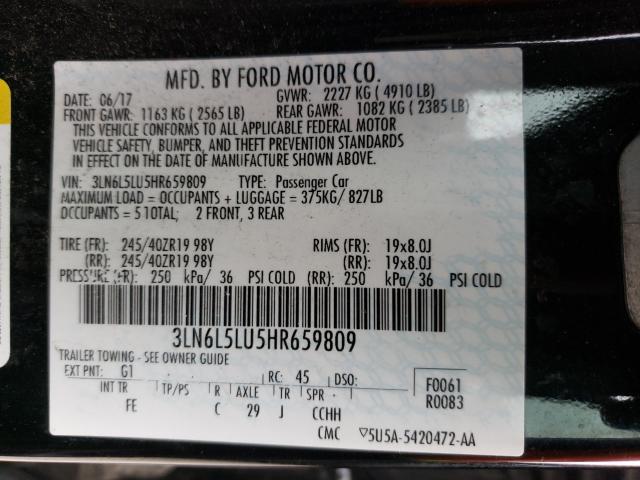 MFD. BY FORD MOTOR CO.
DATE: 06/17 GVWR: 2227 KG ( 4910 LB)
FRONT GAWR: 1163 KG ( 2565 LB) REAR GAWR: 1082 KG ( 2385 LB)
THIS VEHICLE CONFORMS TO ALL APPLICABLE FEDERAL MOTOR
VEHICLE SAFETY, BUMPER, AND THEFT PREVENTION STANDARDS
IN EFFECT ON THE DATE OF MANUFACTURE SHOWN ABOVE.
VIN: 3LN6L5LU5HR659809 TYPE: Passenger Car
MAXIMUM LOAD = OCCUPANTS + LUGGAGE = 375KG/ 827LB
OCCUPANTS = 5 TOTAL; 2 FRONT, 3 REAR
TIRE (FR): 245/40ZR19 98Y RIMS (FR): 19x8.0J
(RR): 245/40ZR19 98Y (RR): 19x8.0J
PRESSURE (FR): 250 kPa/ 36 PSI COLD (RR): 250 kPa/ 36 PSI COLD
3LN6L5LU5HR659809
TRAILER TOWING - SEE OWNER GUIDE
EXT PNT: G1 RC: 45 DSO: F0061
INT TR TP/PS R AXLE TR SPR R0083
FE C 29 J CCHH
CMC ▽5U5A-5420472-AA